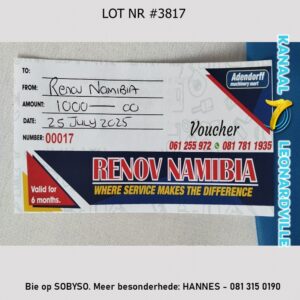 LOT NR #3817
TO:
FROM: Renov Namibia
AMOUNT: 1000 — 00
DATE: 25 July 2025
NUMBER: 00017
Adendorff
machinery mart
Voucher
061 255 972 081 781 1935
RENOV NAMIBIA
WHERE SERVICE MAKES THE DIFFERENCE
Valid for
6 months.
KANAAL 7
LEONARDVILLE
Bie op SOBYSO. Meer besonderhede: HANNES - 081 315 0190